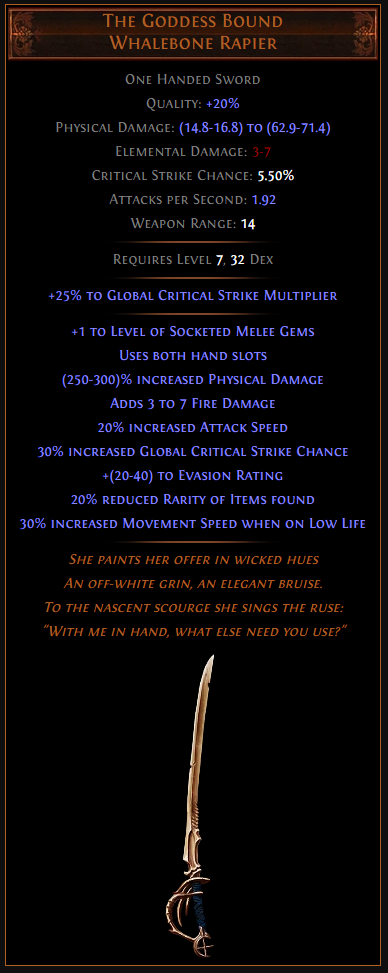 The Goddess Bound
Whalebone Rapier
One Handed Sword
Quality: +20%
Physical Damage: (14.8-16.8) to (62.9-71.4)
Elemental Damage: 3-7
Critical Strike Chance: 5.50%
Attacks per Second: 1.92
Weapon Range: 14
Requires Level 7, 32 Dex
+25% to Global Critical Strike Multiplier
+1 to Level of Socketed Melee Gems
Uses both hand slots
(250-300)% increased Physical Damage
Adds 3 to 7 Fire Damage
20% increased Attack Speed
30% increased Global Critical Strike Chance
+(20-40) to Evasion Rating
20% reduced Rarity of Items found
30% increased Movement Speed when on Low Life
She paints her offer in wicked hues
An off-white grin, an elegant bruise.
To the nascent scourge she sings the ruse:
"With me in hand, what else need you use?"